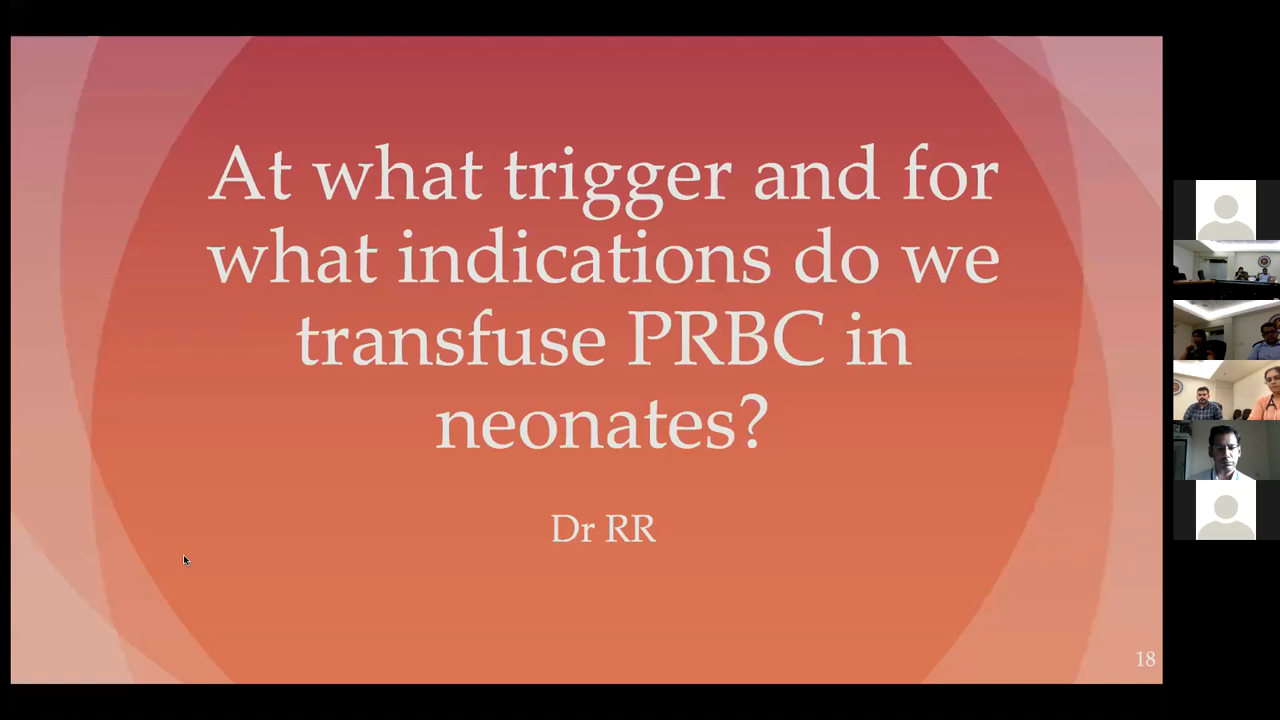 At what trigger and for
what indications do we
transfuse PRBC in
neonates?
Dr RR
18